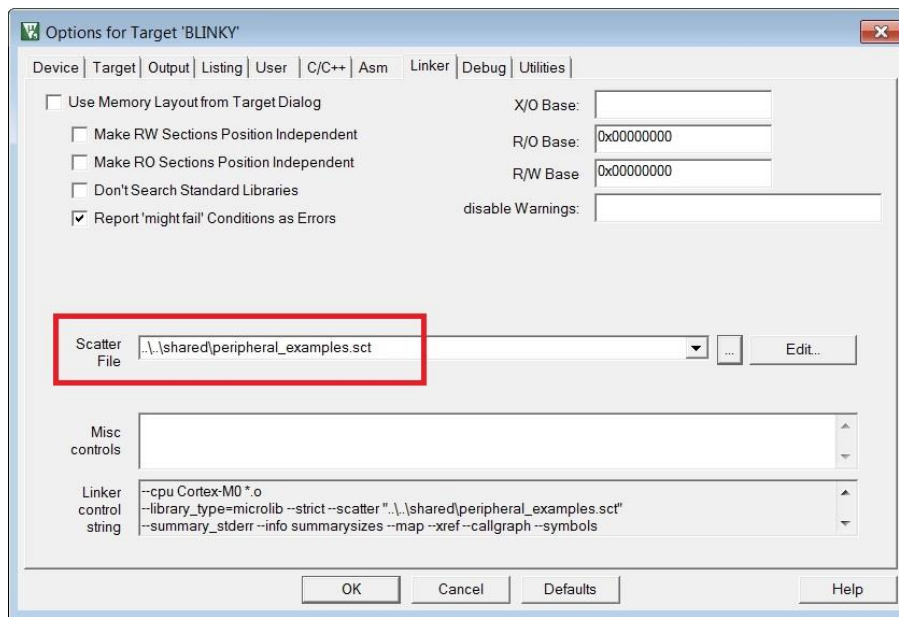 Options for Target 'BLINKY'
Device Target Output Listing User C/C++ Asm Linker Debug Utilities
Use Memory Layout from Target Dialog
X/O Base:
Make RW Sections Position Independent
R/O Base: 0x00000000
Make RO Sections Position Independent
R/W Base 0x00000000
Don't Search Standard Libraries
disable Warnings:
Report 'might fail' Conditions as Errors
Scatter
File
..\..\shared\peripheral_examples.sct
...
Edit...
Misc
controls
Linker
control
string
--cpu Cortex-M0 *.o
--library_type=microlib --strict --scatter "..\..\shared\peripheral_examples.sct"
--summary_stderr --info summarysizes --map --xref --callgraph --symbols
OK Cancel Defaults Help